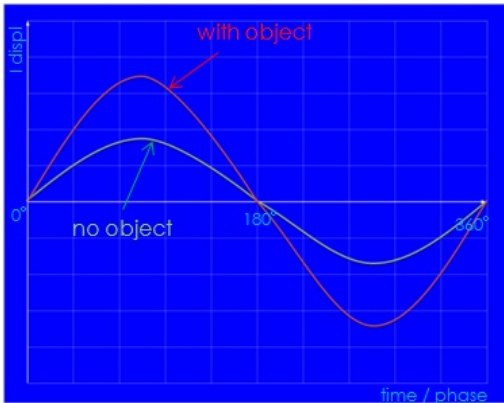 with object
| displ
0°
180°
360°
no object
time / phase